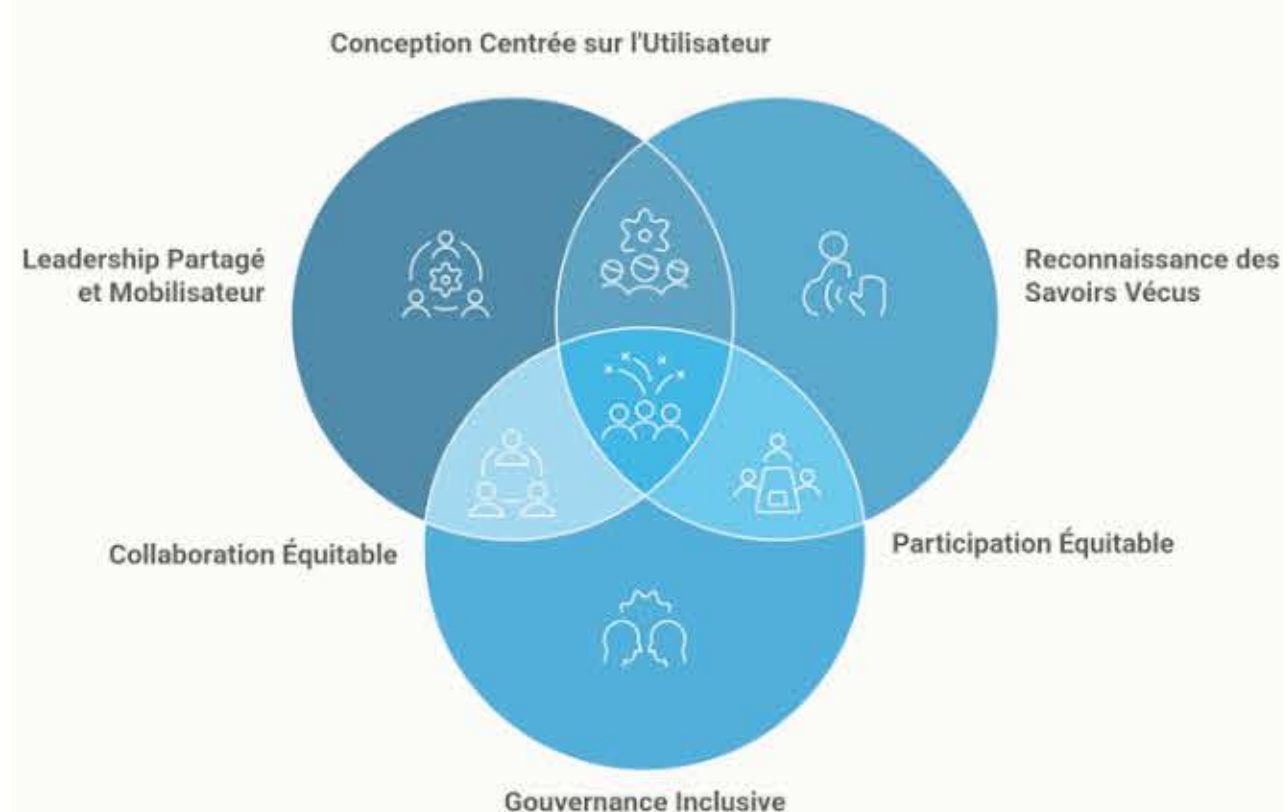 Conception Centrée sur l'Utilisateur
Leadership Partagé
et Mobilisateur
Reconnaissance des
Savoirs Vécus
Collaboration Équitable
Participation Équitable
Gouvernance Inclusive